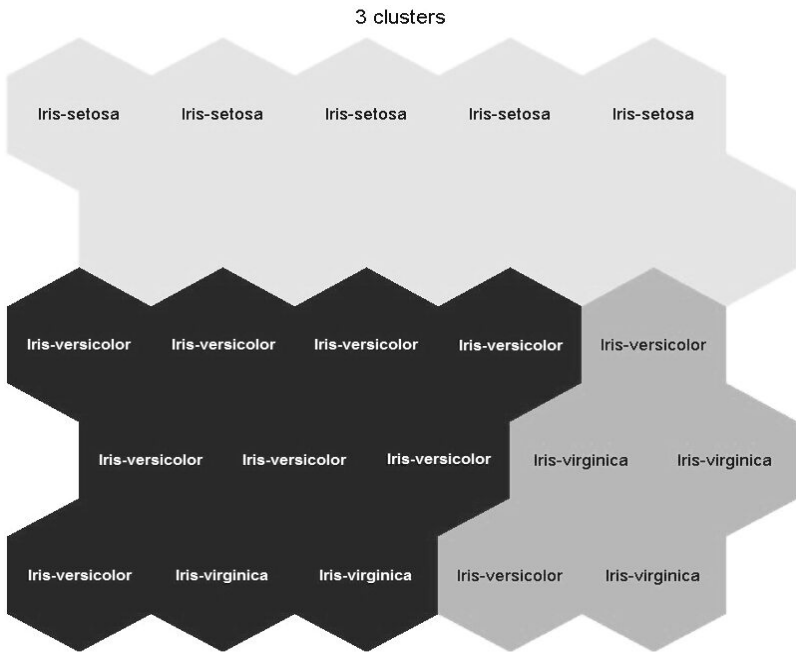 3 clusters
Iris-setosa Iris-setosa Iris-setosa Iris-setosa Iris-setosa
Iris-versicolor Iris-versicolor Iris-versicolor Iris-versicolor Iris-versicolor
Iris-versicolor Iris-versicolor Iris-versicolor Iris-virginica Iris-virginica
Iris-versicolor Iris-virginica Iris-virginica Iris-versicolor Iris-virginica